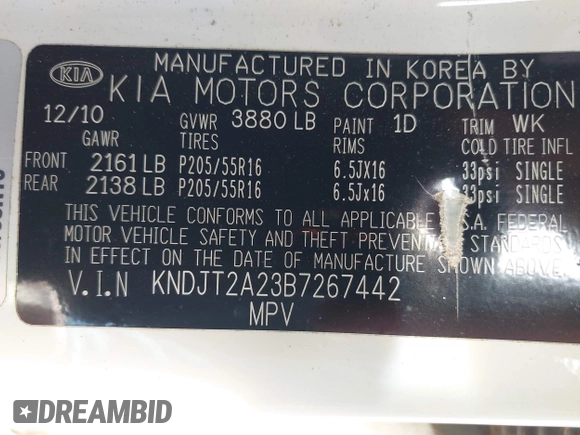 MANUFACTURED IN KOREA BY
KIA KIA MOTORS CORPORATION
12/10 GVWR 3880 LB PAINT 1D TRIM WK
GAWR TIRES RIMS COLD TIRE INFL
FRONT 2161 LB P205/55R16 6.5JX16 33psi SINGLE
REAR 2138 LB P205/55R16 6.5Jx16 33psi SINGLE
THIS VEHICLE CONFORMS TO ALL APPLICABLE U.S.A. FEDERAL
MOTOR VEHICLE SAFETY AND THEFT PREVENTION STANDARDS
IN EFFECT ON THE DATE OF MANUFACTURE SHOWN ABOVE.
V.I.N KNDJT2A23B7267442
MPV
DREAMBID